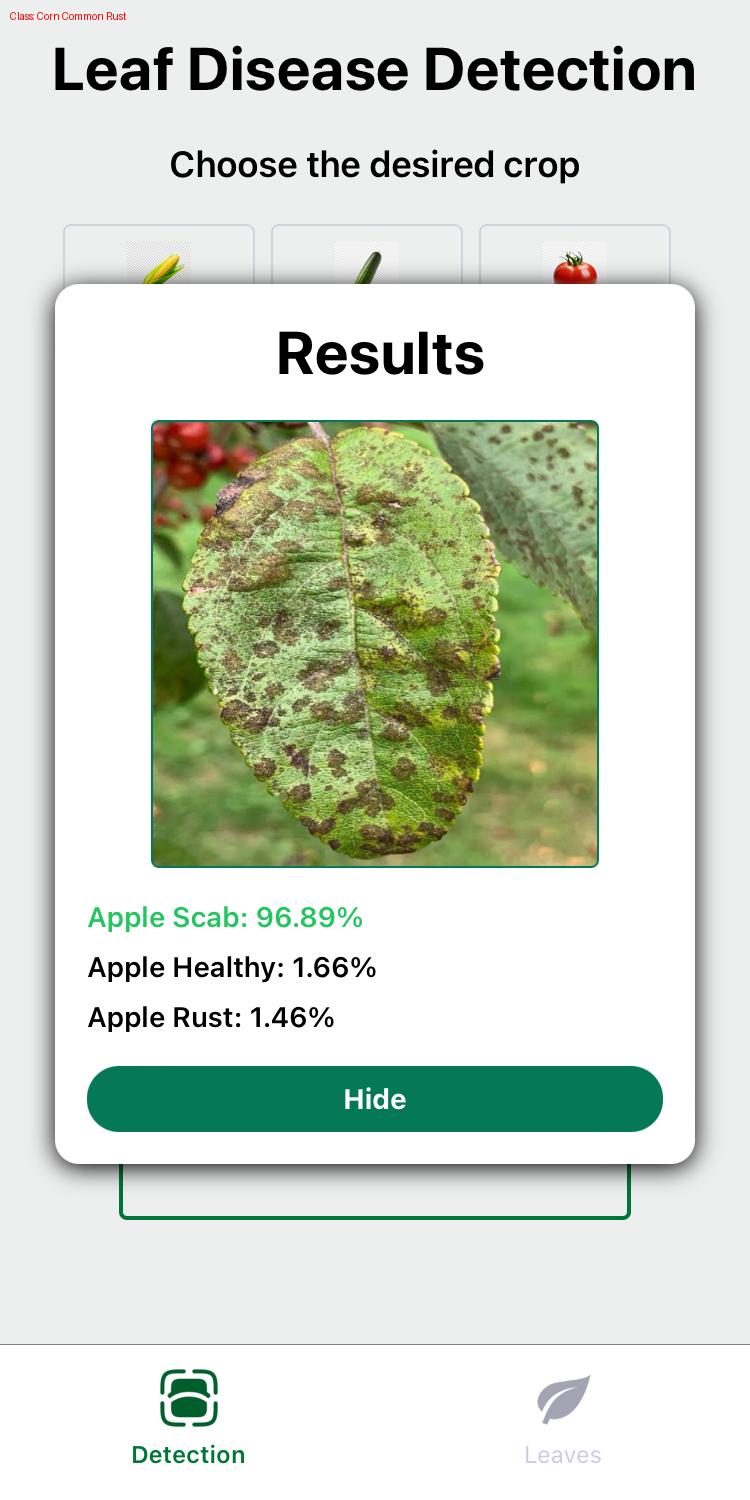 Class: Corn Common Rust
Leaf Disease Detection
Choose the desired crop
Results
Apple Scab: 96.89%
Apple Healthy: 1.66%
Apple Rust: 1.46%
Hide
Detection
Leaves